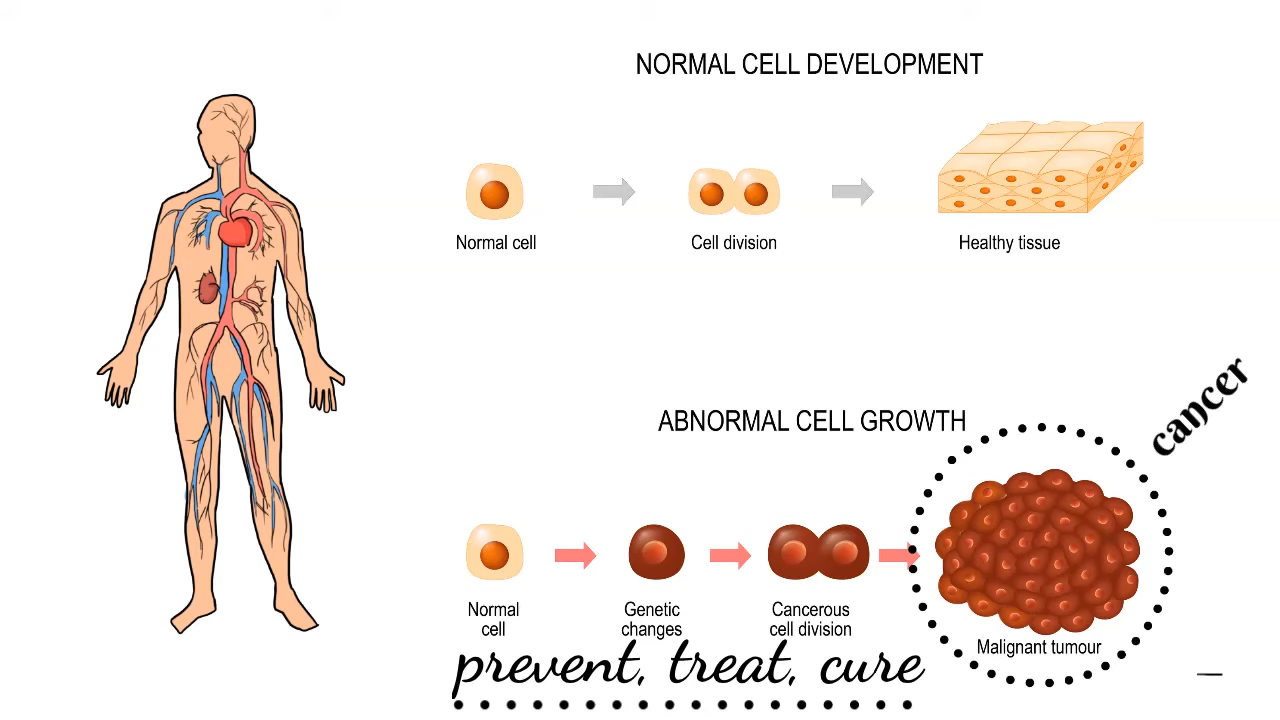 NORMAL CELL DEVELOPMENT
Normal cell
Cell division
Healthy tissue
ABNORMAL CELL GROWTH
cancer
Normal
cell
Genetic
changes
Cancerous
cell division
Malignant tumour
prevent, treat, cure